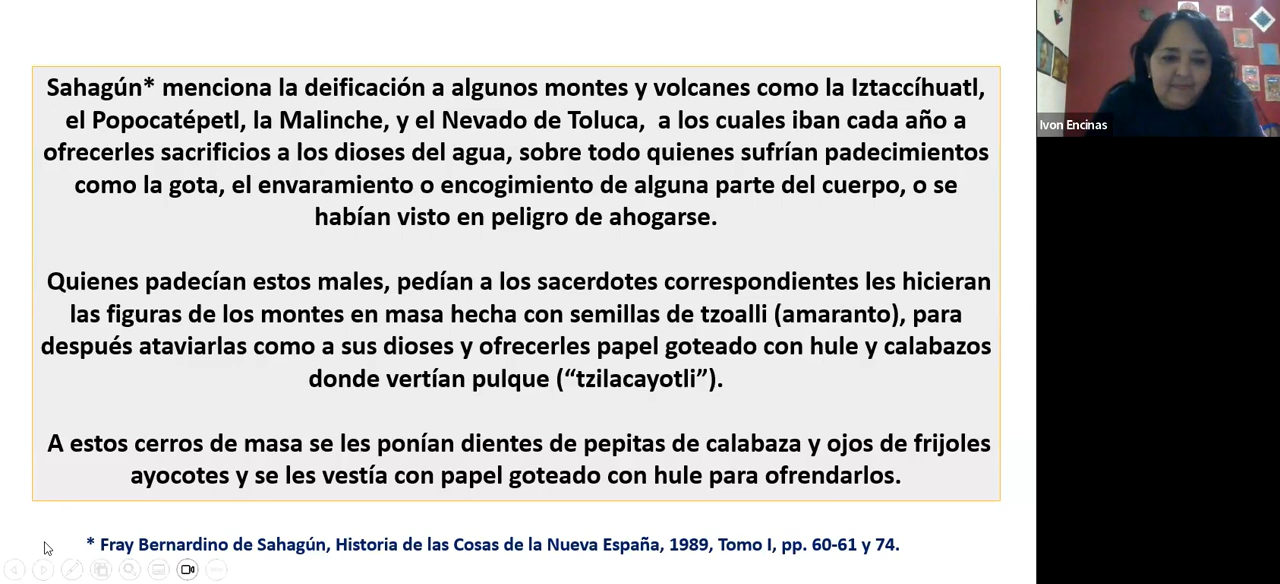 Sahagún* menciona la deificación a algunos montes y volcanes como la Iztaccíhuatl,
el Popocatépetl, la Malinche, y el Nevado de Toluca, a los cuales iban cada año a
ofrecerles sacrificios a los dioses del agua, sobre todo quienes sufrían padecimientos
como la gota, el envaramiento o encogimiento de alguna parte del cuerpo, o se
habían visto en peligro de ahogarse.
Quienes padecían estos males, pedían a los sacerdotes correspondientes les hicieran
las figuras de los montes en masa hecha con semillas de tzoalli (amaranto), para
después ataviarlas como a sus dioses y ofrecerles papel goteado con hule y calabazos
donde vertían pulque (“tzilacayotli”).
A estos cerros de masa se les ponían dientes de pepitas de calabaza y ojos de frijoles
ayocotes y se les vestía con papel goteado con hule para ofrendarlos.
* Fray Bernardino de Sahagún, Historia de las Cosas de la Nueva España, 1989, Tomo I, pp. 60-61 y 74.
Ivon Encinas